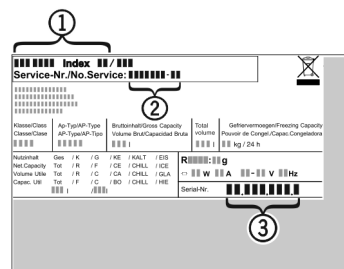 1
Index / 
Service-Nr./No.Service: -
2
Klasse/Class Ap-Typ/AP-Type Bruttoinhalt/Gross Capacity Total Gefriervermoegen/Freezing Capacity
Classe/Clase AP-Type/AP-Tipo Volume Brut/Capacidad Bruta volume Pouvoir de Congel./Capac.Congeladora
l l kg / 24 h
Nutzinhalt Ges / K / G / KE / KALT / EIS
Net.Capacity Tot / R / F / CE / CHILL / ICE
Volume Utile Tot / R / C / CA / CHILL / GLA
Capac. Util Tot / F / C / BO / CHILL / HIE
l / l
R : g
W A - V Hz
Serial-Nr. . . .
3